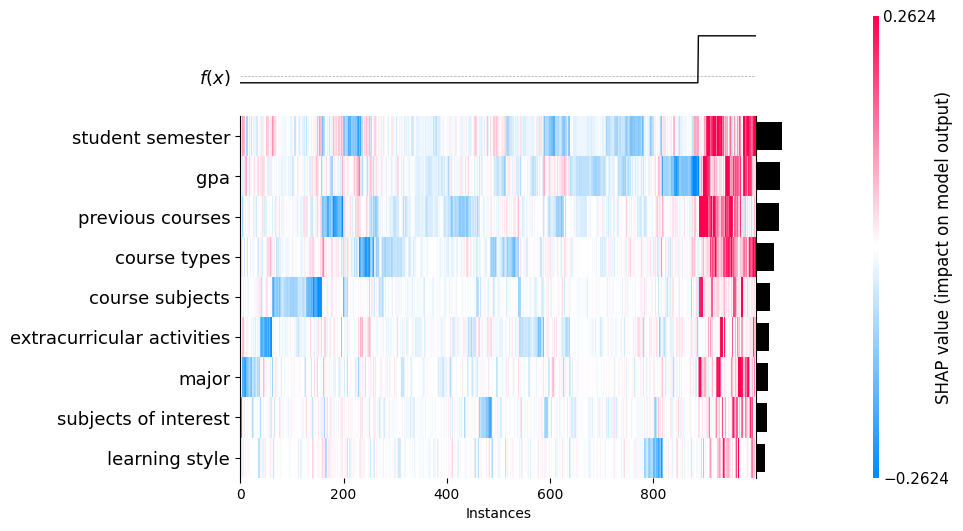 0.2624
f(x)
student semester
gpa
previous courses
course types
course subjects
extracurricular activities
major
subjects of interest
learning style
SHAP value (impact on model output)
−0.2624
0
200
400
600
800
Instances